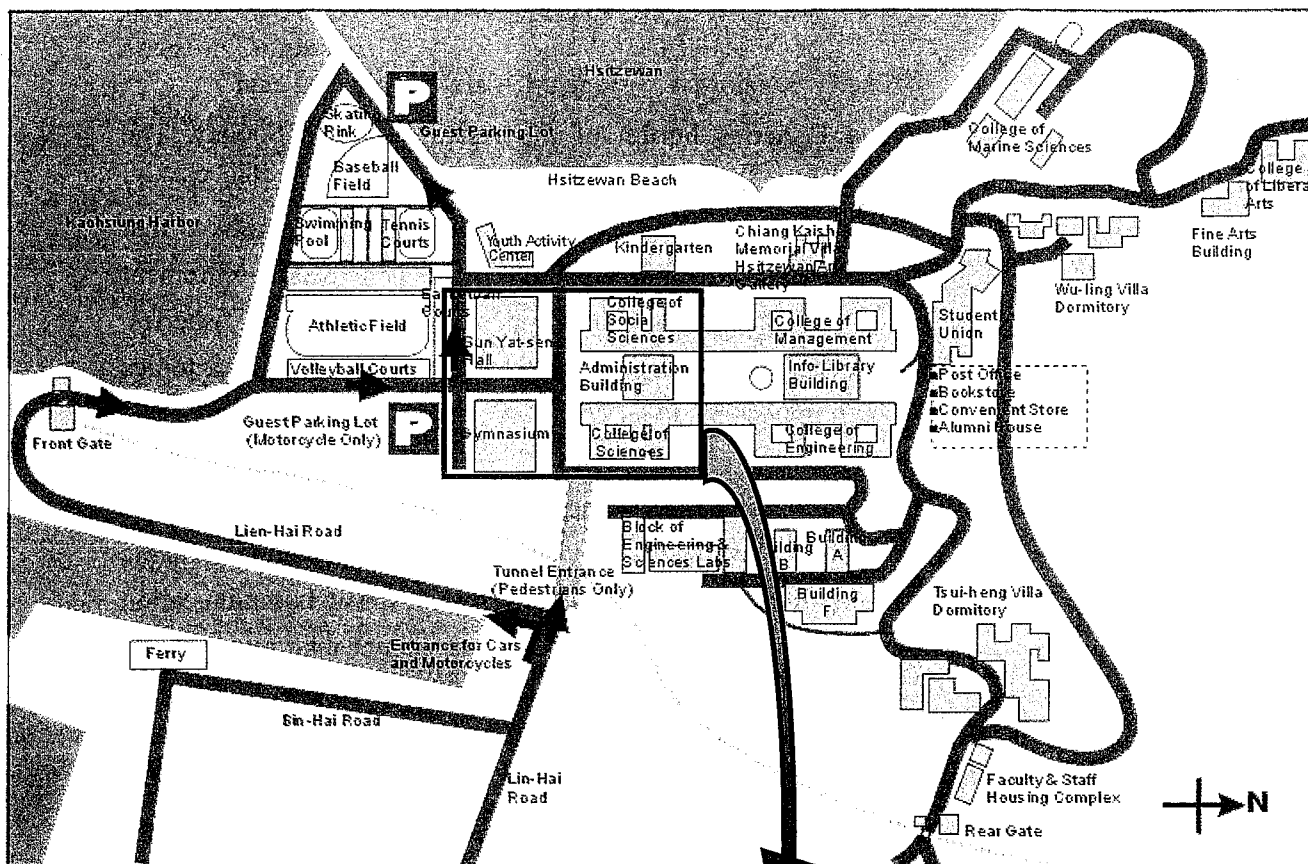 Hsitzewan
P
Skating
Rink
Guest Parking Lot
College of
Marine Sciences
Baseball
Field
Hsitzewan Beach
College
of Liberal
Arts
Kaohsiung Harbor
Swimming
Pool
Tennis
Courts
Youth Activity
Center
Kindergarten
Chiang Kaish
Memorial Villa
Hsitzewan Art
Gallery
Fine Arts
Building
Wu-ling Villa
Dormitory
Courts
College of
Social
Sciences
College of
Management
Student
Union
Athletic Field
Sun Yat-sen
Hall
Volleyball Courts
Administration
Building
Info-Library
Building
Post Office
Bookstore
Convenient Store
Alumni House
Front Gate
Guest Parking Lot
(Motorcycle Only)
P
Gymnasium
College of
Sciences
College of
Engineering
Lien-Hai Road
Block of
Engineering &
Sciences Labs
Building
B
Building
A
Tunnel Entrance
(Pedestrians Only)
Building
F
Tsui-heng Villa
Dormitory
Ferry
Entrance for Cars
and Motorcycles
Bin-Hai Road
Lin-Hai
Road
Faculty & Staff
Housing Complex
N
Rear Gate